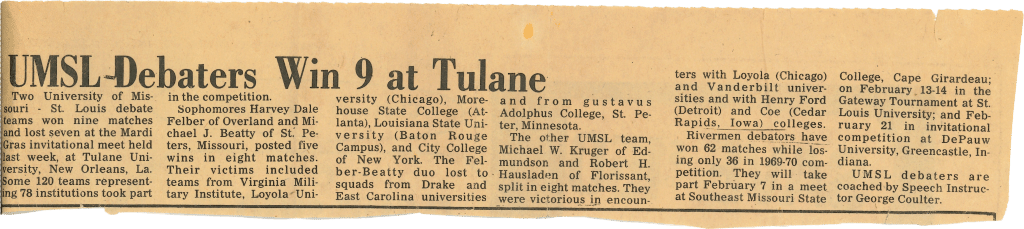 UMSL-Debaters Win 9 at Tulane
Two University of Mis-
souri - St. Louis debate
teams won nine matches
and lost seven at the Mardi
Gras invitational meet held
last week, at Tulane Uni-
versity, New Orleans, La.
Some 120 teams represent-
ing 78 institutions took part
in the competition.
Sophomores Harvey Dale
Felber of Overland and Mi-
chael J. Beatty of St. Pe-
ters, Missouri, posted five
wins in eight matches.
Their victims included
teams from Virginia Mili-
tary Institute, Loyola Uni-
versity (Chicago), More-
house State College (At-
lanta), Louisiana State Uni-
versity (Baton Rouge
Campus), and City College
of New York. The Fel-
ber-Beatty duo lost to
squads from Drake and
East Carolina universities
and from gustavus
Adolphus College, St. Pe-
ter, Minnesota.
The other UMSL team,
Michael W. Kruger of Ed-
mundson and Robert H.
Hausladen of Florissant,
split in eight matches. They
were victorious in encoun-
ters with Loyola (Chicago)
and Vanderbilt univer-
sities and with Henry Ford
(Detroit) and Coe (Cedar
Rapids, Iowa) colleges.
Rivermen debators have
won 62 matches while los-
ing only 36 in 1969-70 com-
petition. They will take
part February 7 in a meet
at Southeast Missouri State
College, Cape Girardeau;
on February 13-14 in the
Gateway Tournament at St.
Louis University; and Feb-
ruary 21 in invitational
competition at DePauw
University, Greencastle, In-
diana.
UMSL debaters are
coached by Speech Instruc-
tor George Coulter.